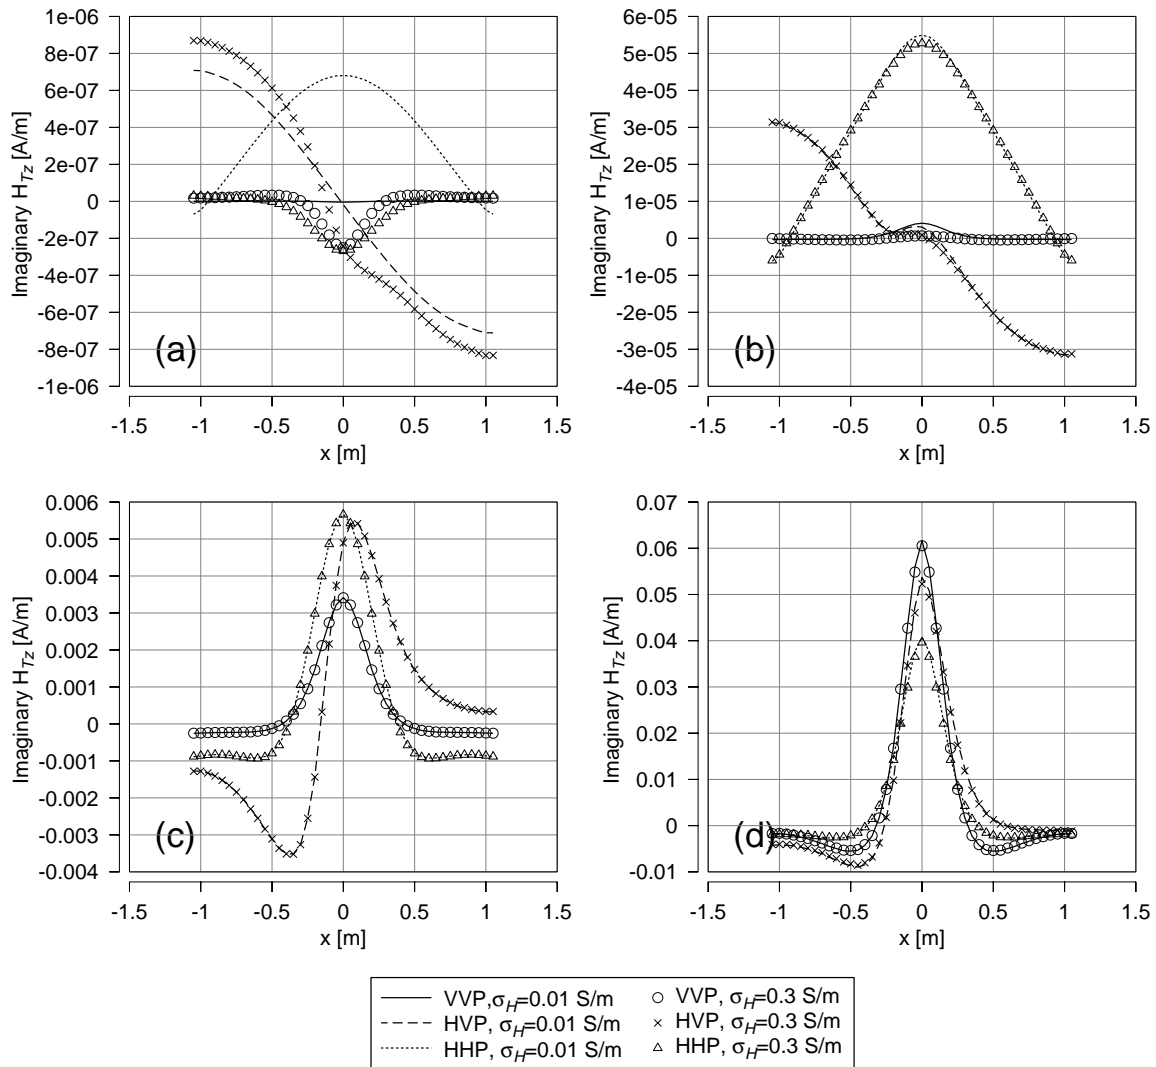 1e-06
8e-07
6e-07
4e-07
2e-07
0
-2e-07
-4e-07
-6e-07
-8e-07
-1e-06
Imaginary H_Tz [A/m]
(a)
-1.5 -1 -0.5 0 0.5 1 1.5
x [m]
6e-05
5e-05
4e-05
3e-05
2e-05
1e-05
0
-1e-05
-2e-05
-3e-05
-4e-05
Imaginary H_Tz [A/m]
(b)
-1.5 -1 -0.5 0 0.5 1 1.5
x [m]
0.006
0.005
0.004
0.003
0.002
0.001
0
-0.001
-0.002
-0.003
-0.004
Imaginary H_Tz [A/m]
(c)
-1.5 -1 -0.5 0 0.5 1 1.5
x [m]
0.07
0.06
0.05
0.04
0.03
0.02
0.01
0
-0.01
Imaginary H_Tz [A/m]
(d)
-1.5 -1 -0.5 0 0.5 1 1.5
x [m]
VVP,σ_H=0.01 S/m
HVP, σ_H=0.01 S/m
HHP, σ_H=0.01 S/m
VVP, σ_H=0.3 S/m
HVP, σ_H=0.3 S/m
HHP, σ_H=0.3 S/m